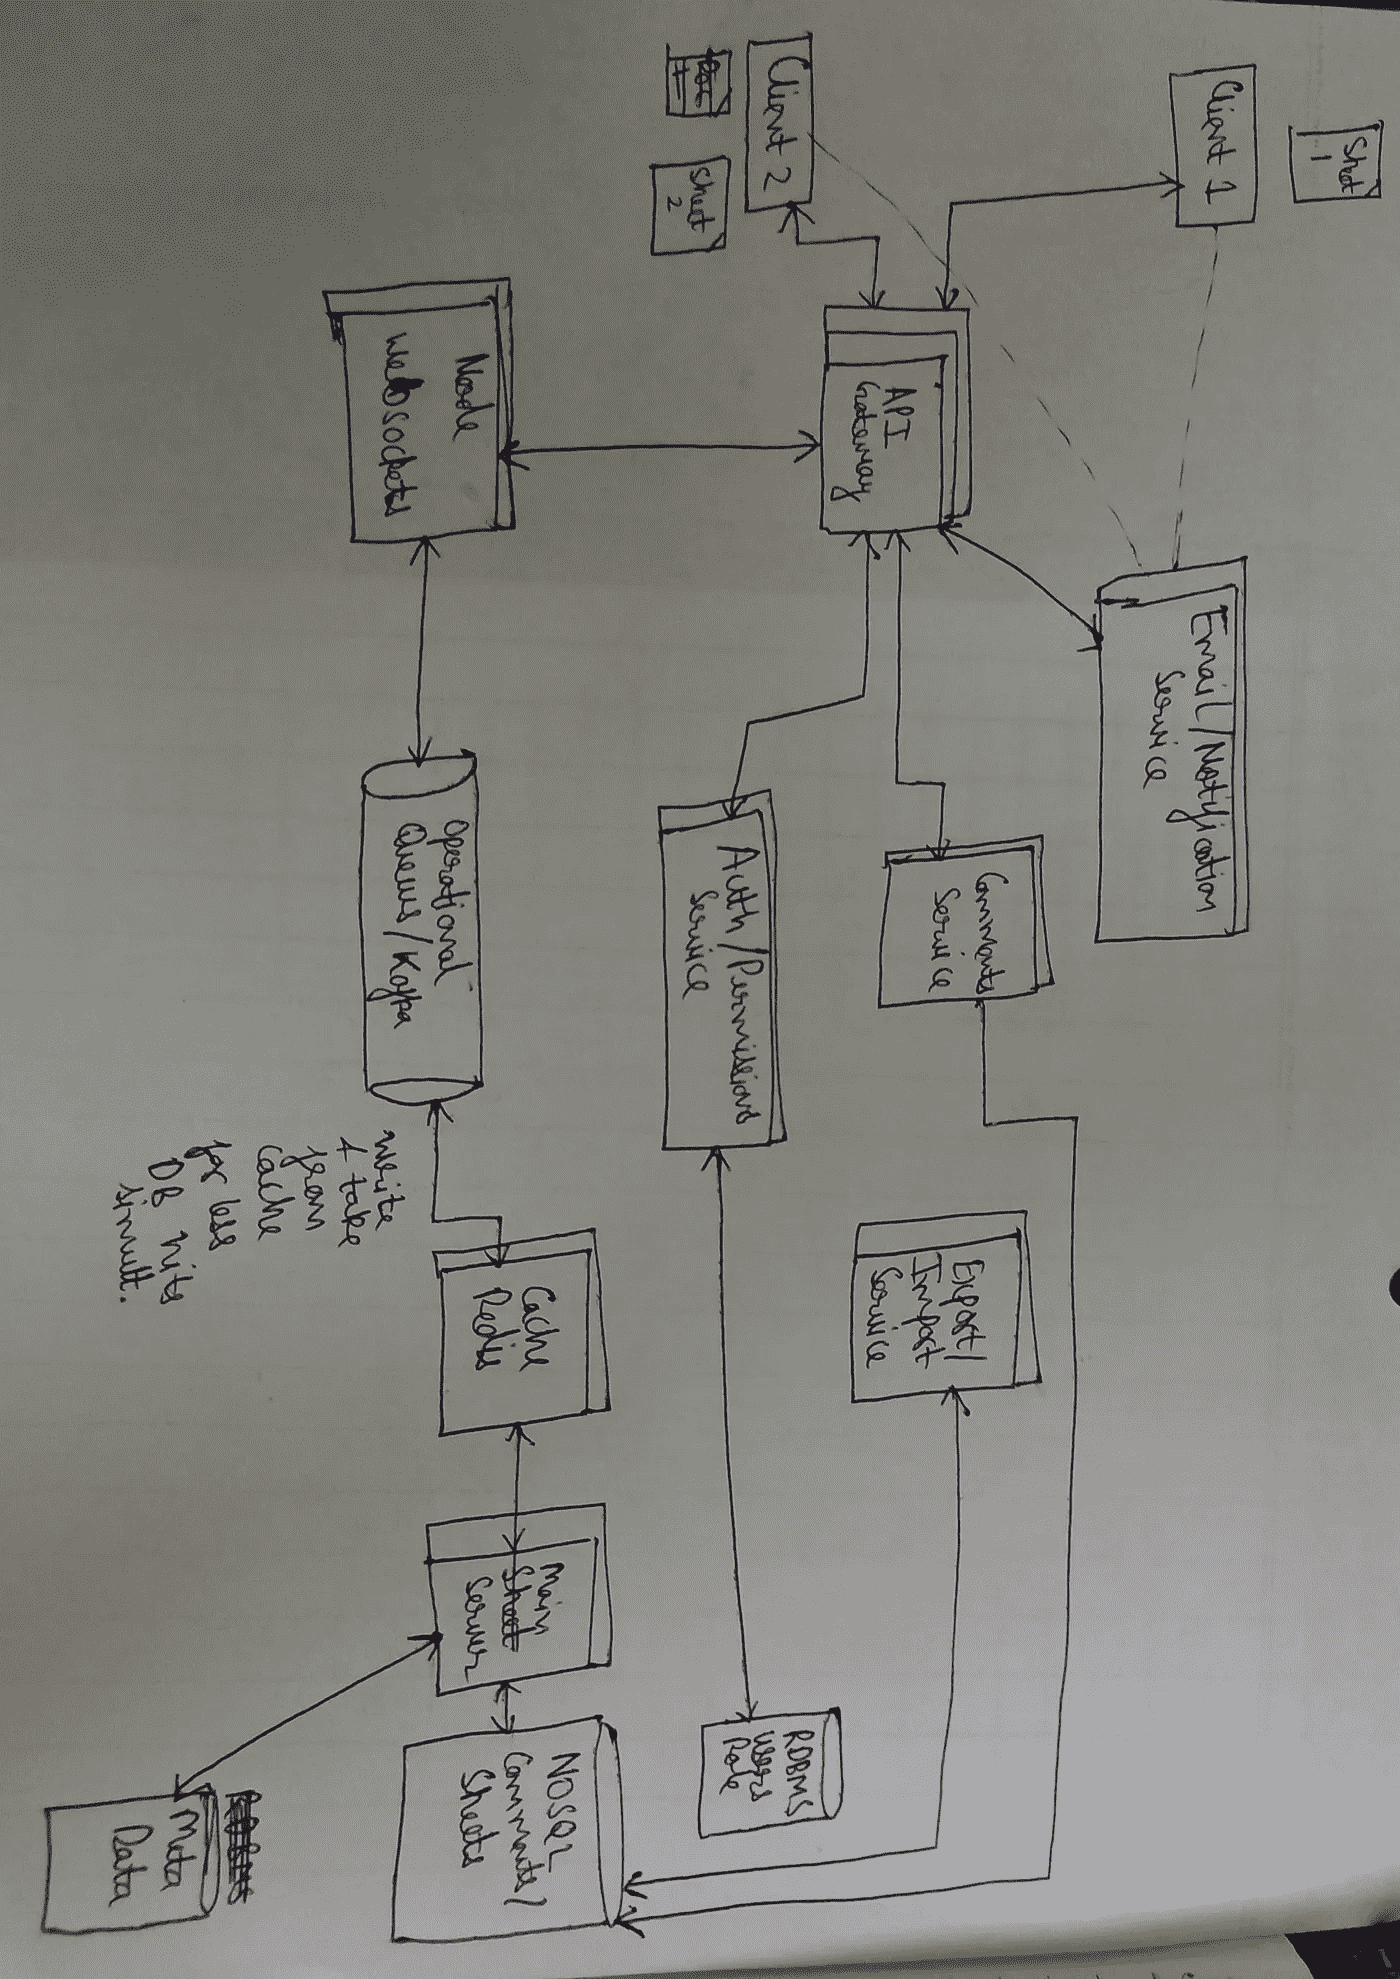 Client 1
Sheet
1
Client 2
Sheet
2
API
Gateway
Email/Notification
Service
Node
Websockets
Comments
Service
Auth/Permissions
Service
Operational
Queus/Kafka
Export/
Import
Service
write
+ take
from
Cache
for less
DB hits
simult.
Cache
Redis
Main
Sheet
Server
RDBMS
Users
Role
NOSQL
Comments/
Sheets
Meta
Data